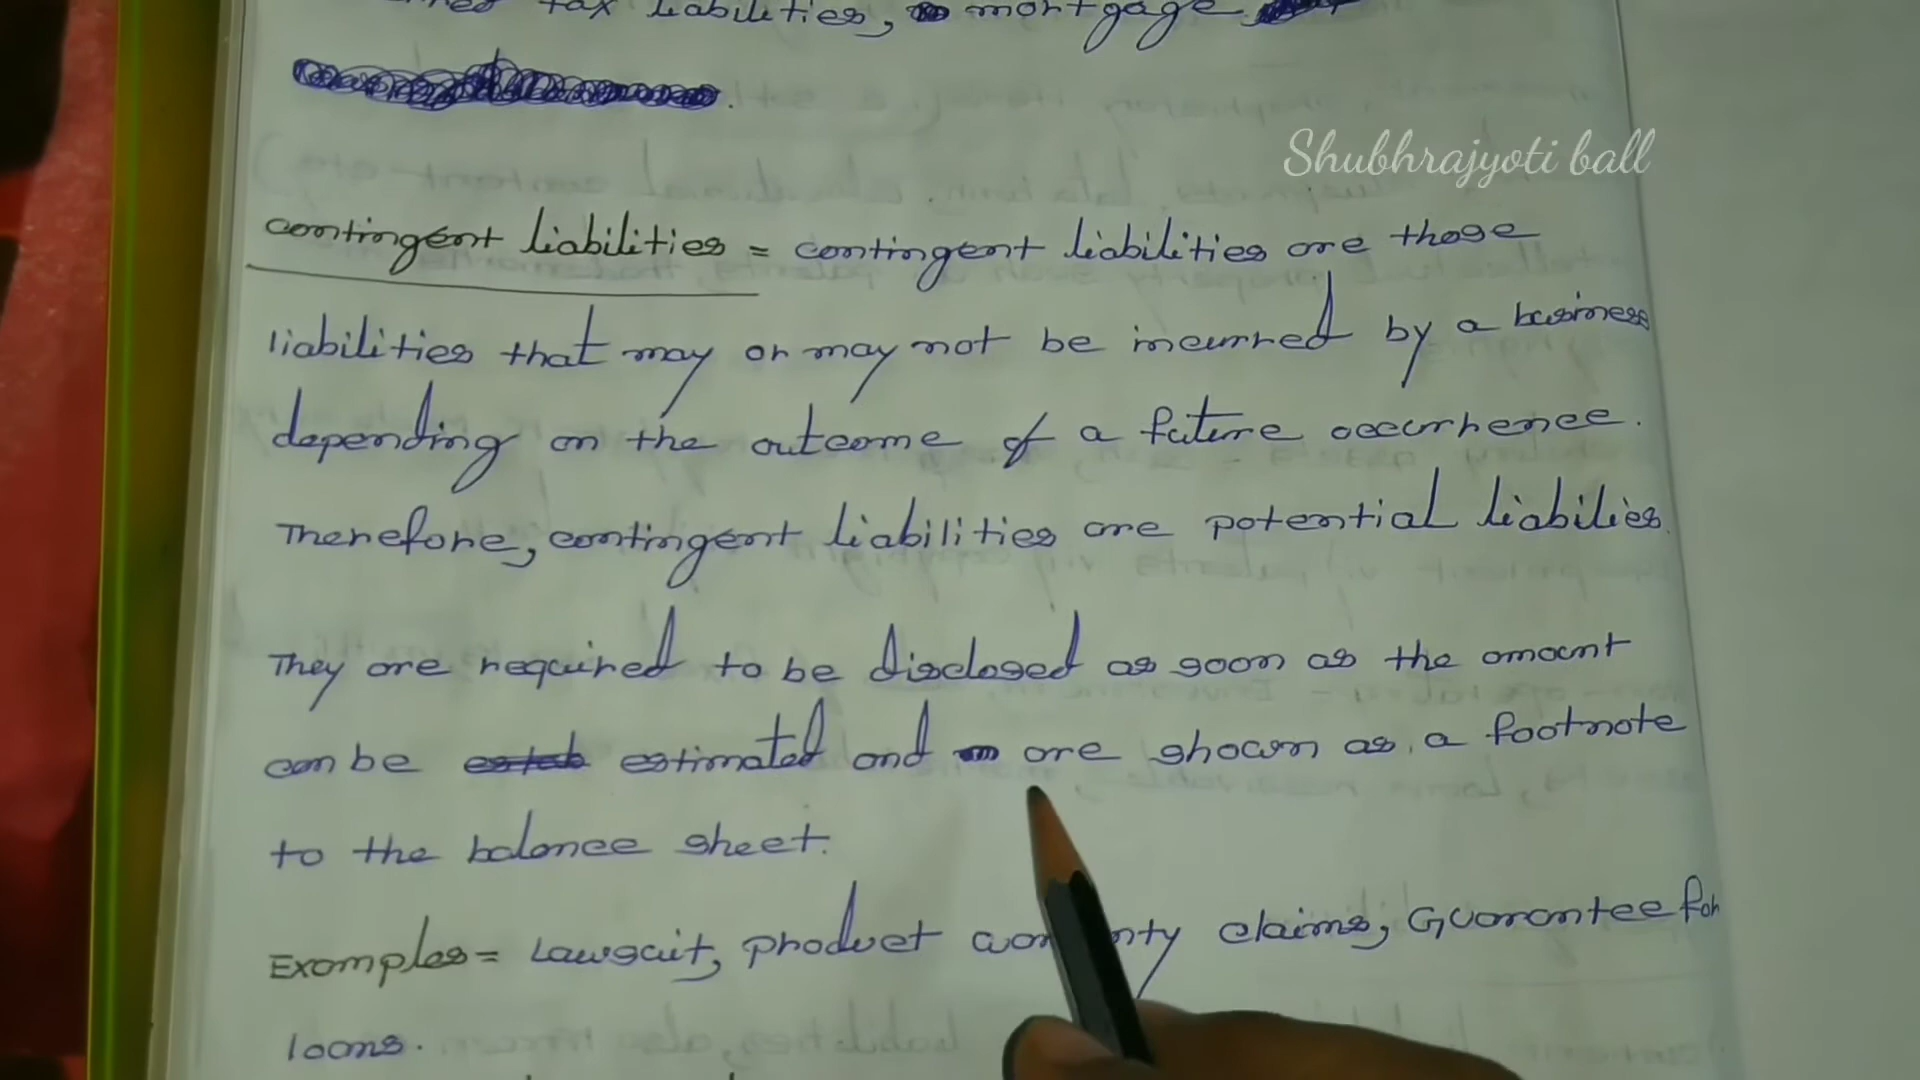 tax liabilities, mortgage
Shubhrajyoti ball
contingent liabilities = contingent liabilities are those
liabilities that may or may not be incurred by a business
depending on the outcome of a future occurrence.
Therefore, contingent liabilities are potential liabilies.
They are required to be disclosed as soon as the amount
can be estimated and are shown as a footnote
to the balance sheet.
Examples = Lawsuit, product warranty claims, Guarantee for
loans.